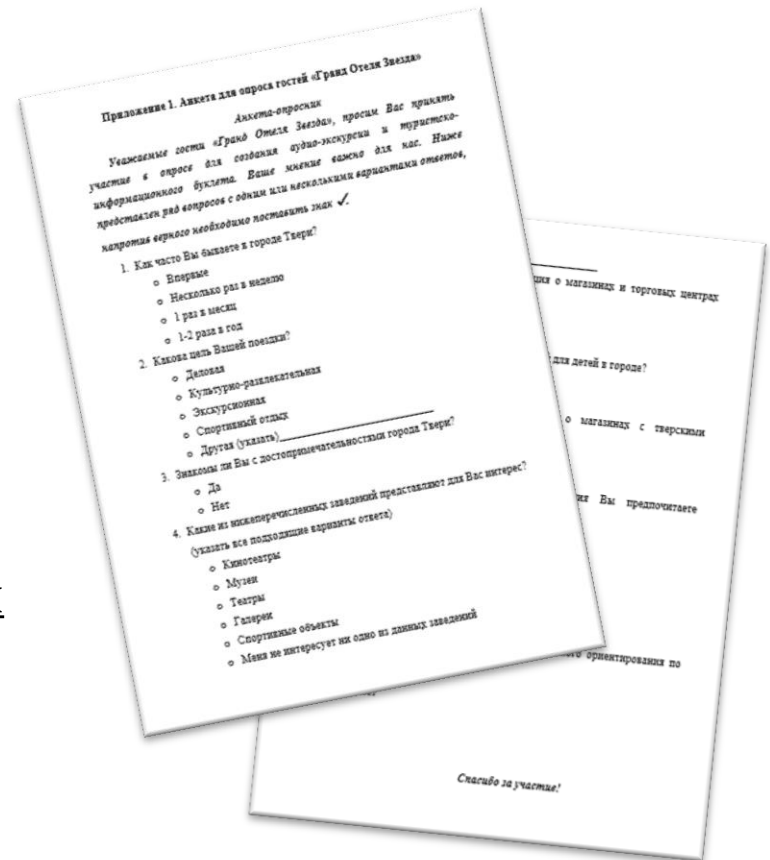 Приложение 1. Анкета для опроса гостей «Гранд Отеля Звезда»
Анкета-опросник
Уважаемые гости «Гранд Отеля Звезда», просим Вас принять
участие в опросе для создания аудио-экскурсии и туристско-
информационного буклета. Ваше мнение важно для нас. Ниже
представлен ряд вопросов с одним или несколькими вариантами ответов,
напротив верного необходимо поставить знак ✓
1. Как часто Вы бываете в городе Твери?
o Впервые
o Несколько раз в неделю
o 1 раз в месяц
o 1-2 раза в год
2. Какова цель Вашей поездки?
o Деловая
o Культурно-развлекательная
o Экскурсионная
o Спортивный отдых
o Другая (указать)
3. Знакомы ли Вы с достопримечательностями города Твери?
o Да
o Нет
4. Какие из нижеперечисленных заведений представляют для Вас интерес?
(указать все подходящие варианты ответа)
o Кинотеатры
o Музеи
o Театры
o Галереи
o Спортивные объекты
o Меня не интересует ни одно из данных заведений
о магазинах и торговых центрах
для детей в городе?
о магазинах с тверскими
Вы предпочитаете
ориентирования по
Спасибо за участие!